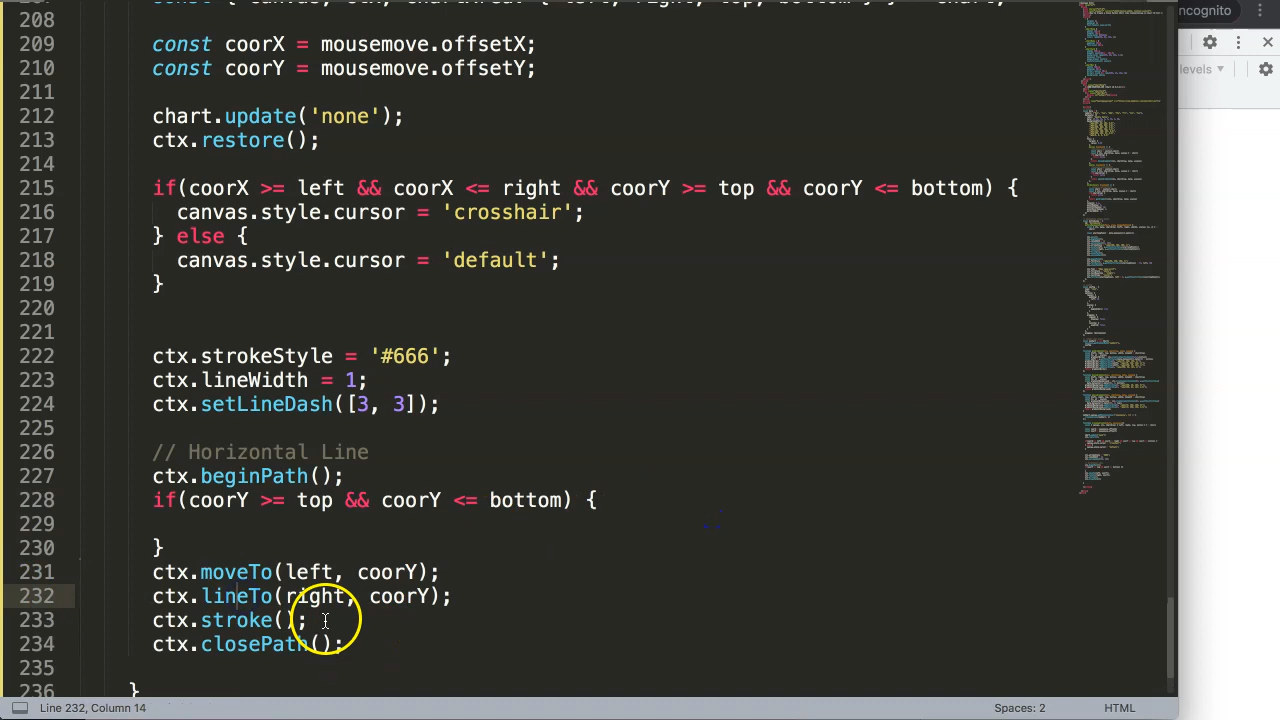 ncognito
levels
208
209 const coorX = mousemove.offsetX;
210 const coorY = mousemove.offsetY;
211
212 chart.update('none');
213 ctx.restore();
214
215 if(coorX >= left && coorX <= right && coorY >= top && coorY <= bottom) {
216 canvas.style.cursor = 'crosshair';
217 } else {
218 canvas.style.cursor = 'default';
219 }
220
221
222 ctx.strokeStyle = '#666';
223 ctx.lineWidth = 1;
224 ctx.setLineDash([3, 3]);
225
226 // Horizontal Line
227 ctx.beginPath();
228 if(coorY >= top && coorY <= bottom) {
229
230 }
231 ctx.moveTo(left, coorY);
232 ctx.lineTo(right, coorY);
233 ctx.stroke();
234 ctx.closePath();
235
236 }
Line 232, Column 14
Spaces: 2
HTML